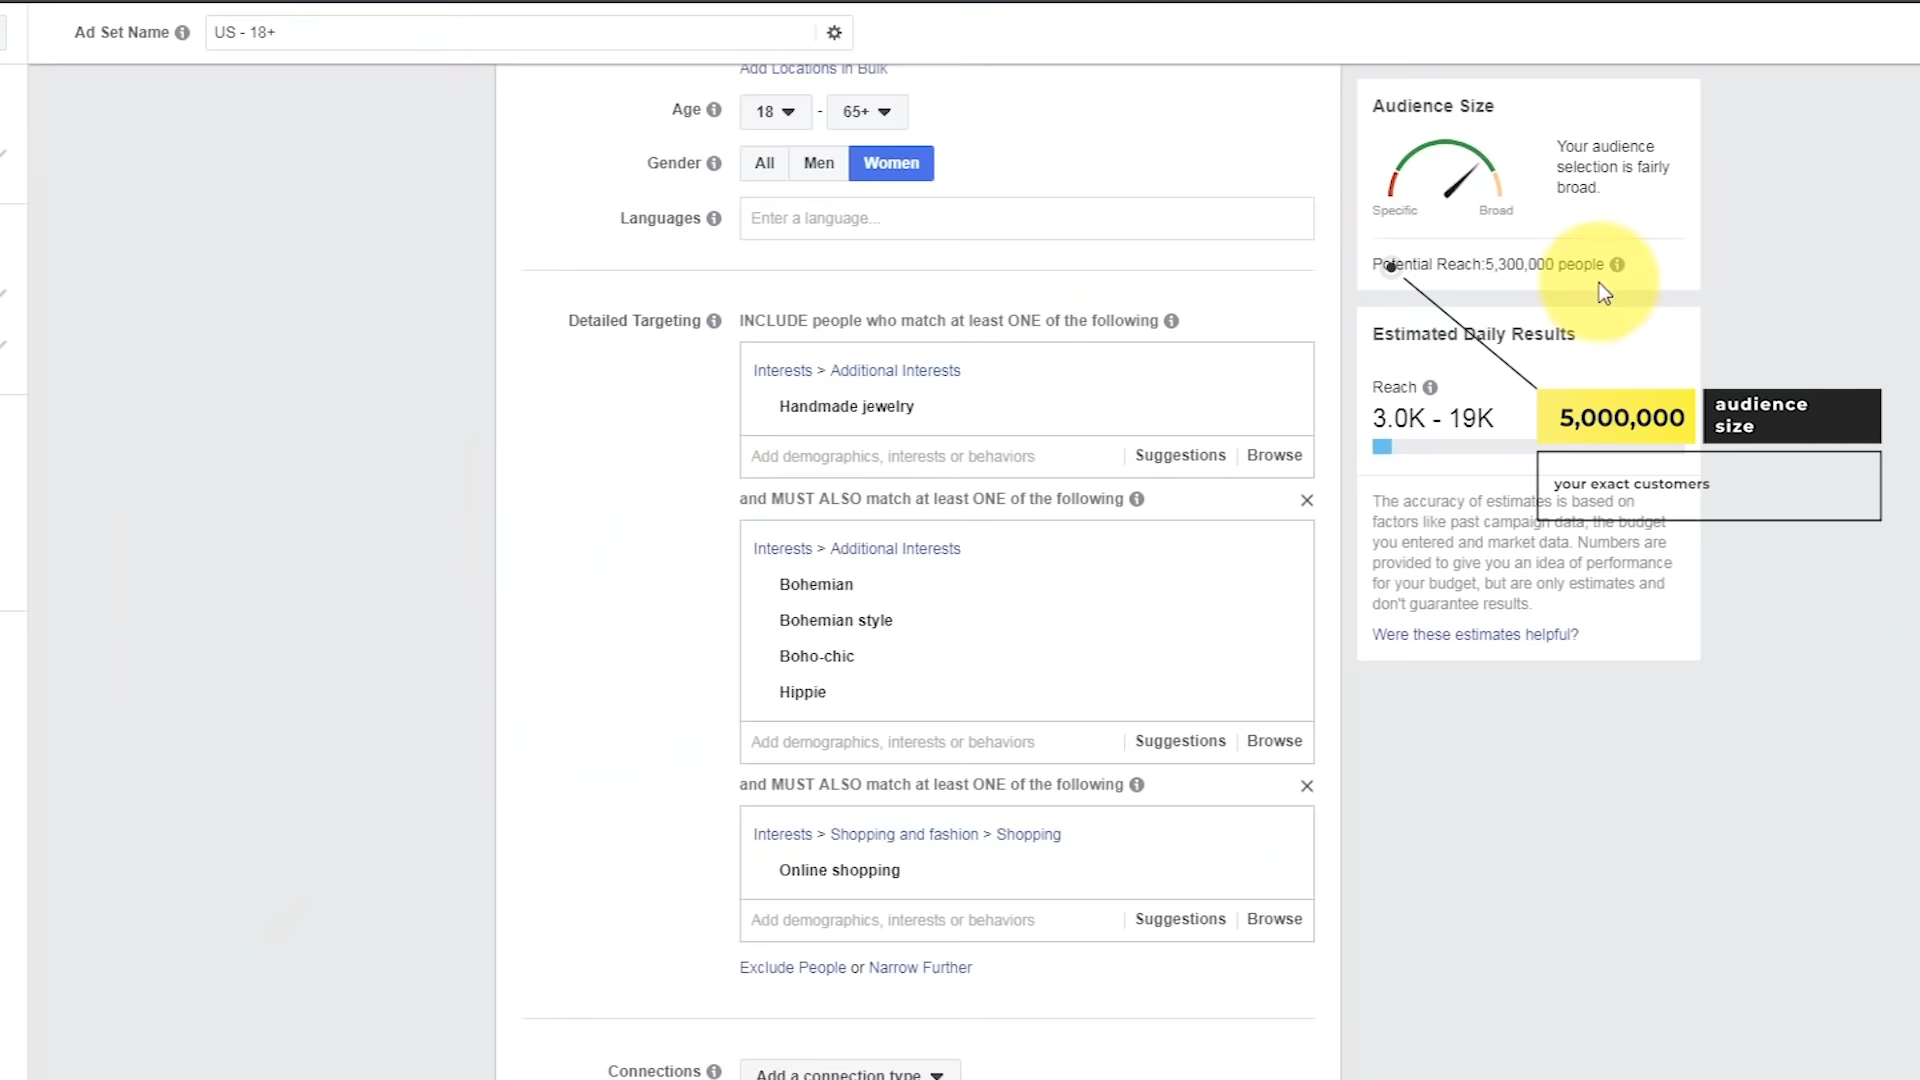 Ad Set Name
US - 18+
Add Locations in Bulk
Age
18 - 65+
Gender
All Men Women
Languages
Enter a language...
Detailed Targeting
INCLUDE people who match at least ONE of the following
Interests > Additional Interests
Handmade jewelry
Add demographics, interests or behaviors
Suggestions
Browse
and MUST ALSO match at least ONE of the following
Interests > Additional Interests
Bohemian
Bohemian style
Boho-chic
Hippie
Add demographics, interests or behaviors
Suggestions
Browse
and MUST ALSO match at least ONE of the following
Interests > Shopping and fashion > Shopping
Online shopping
Add demographics, interests or behaviors
Suggestions
Browse
Exclude People or Narrow Further
Connections
Add a connection type
Audience Size
Specific
Broad
Your audience
selection is fairly
broad.
Potential Reach:5,300,000 people
Estimated Daily Results
Reach
3.0K - 19K
5,000,000
audience
size
your exact customers
The accuracy of estimates is based on
factors like past campaign data, the budget
you entered and market data. Numbers are
provided to give you an idea of performance
for your budget, but are only estimates and
don't guarantee results.
Were these estimates helpful?